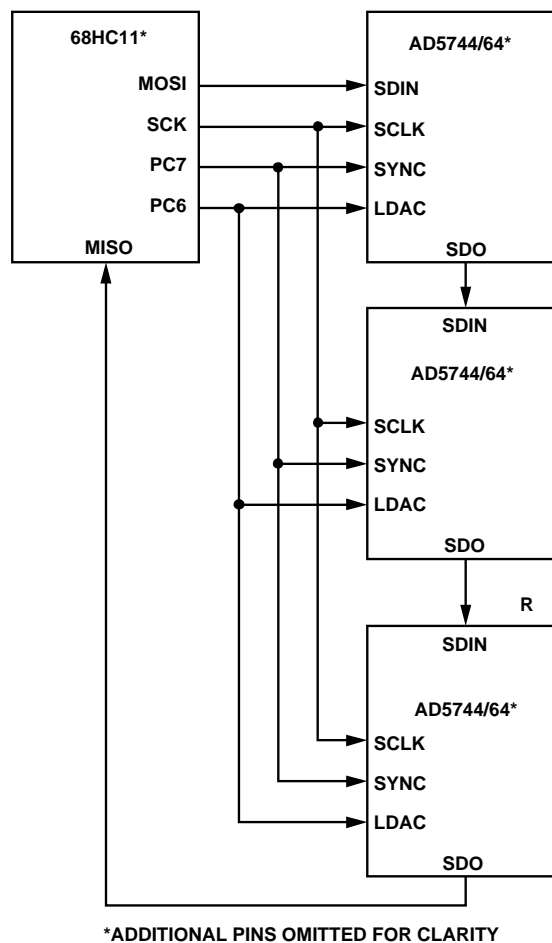 68HC11*
MOSI
SCK
PC7
PC6
MISO
AD5744/64*
SDIN
SCLK
SYNC
LDAC
SDO
SDIN
AD5744/64*
SCLK
SYNC
LDAC
SDO
R
SDIN
AD5744/64*
SCLK
SYNC
LDAC
SDO
*ADDITIONAL PINS OMITTED FOR CLARITY